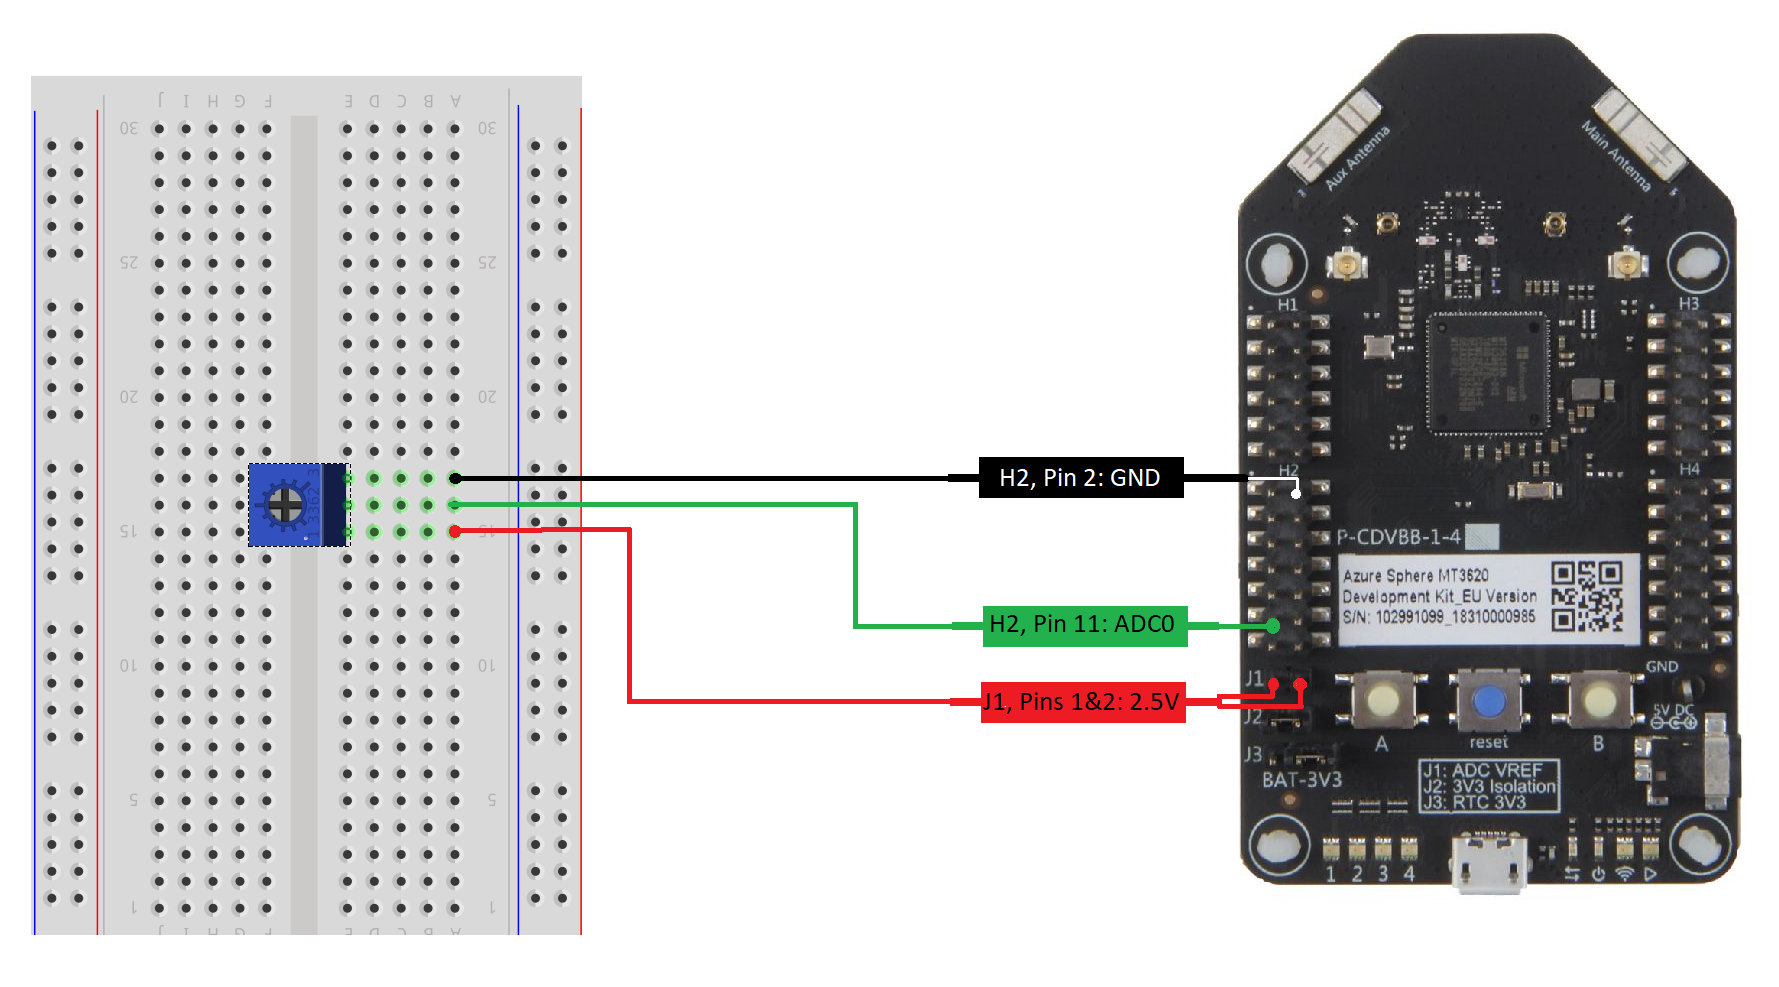 J I H G F E D C B A
30 30
25 25
20 20
15 15
10 10
5 5
1 1
J I H G F E D C B A
3362
1
3
H2, Pin 2: GND
H2, Pin 11: ADC0
J1, Pins 1&2: 2.5V
Aux Antenna
Main Antenna
H1
H3
H2
H4
P-CDVBB-1-4
Azure Sphere MT3620
Development Kit_EU Version
S/N: 102991099_18310000985
J1
J2
J3
BAT-3V3
A
reset
B
GND
5V DC
J1: ADC VREF
J2: 3V3 Isolation
J3: RTC 3V3
1 2 3 4